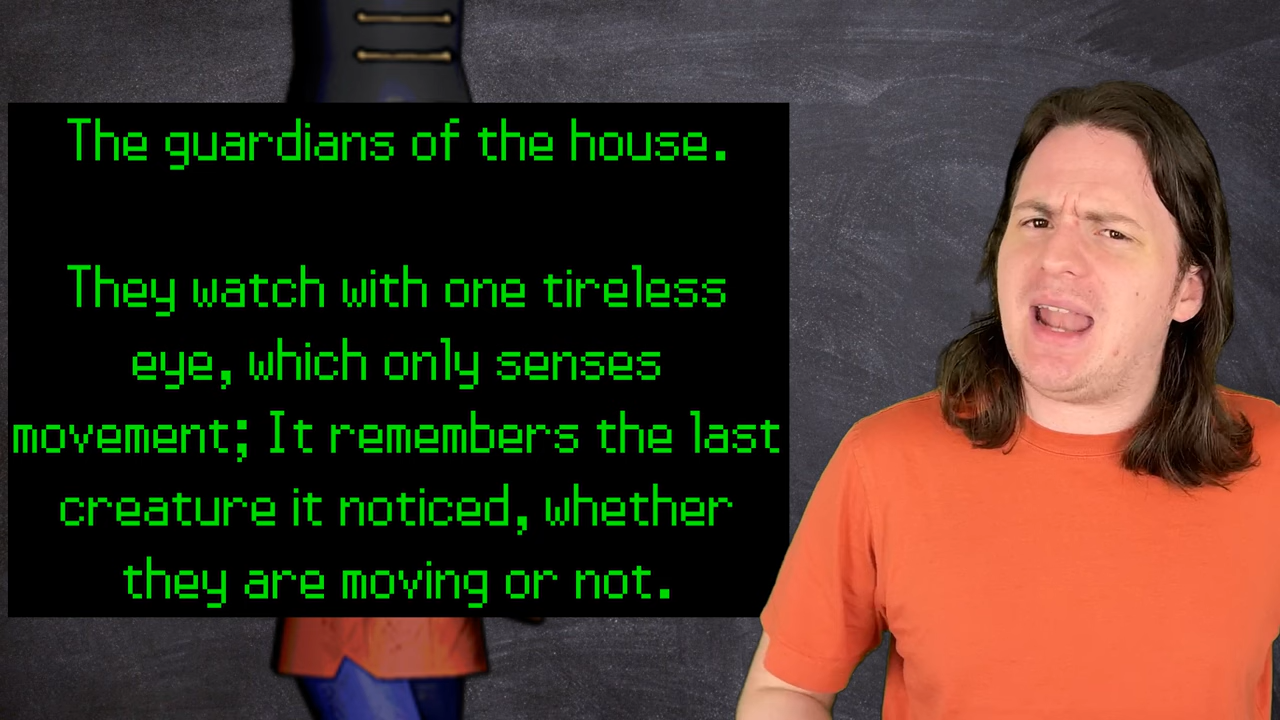 The guardians of the house.
They watch with one tireless
eye, which only senses
movement; It remembers the last
creature it noticed, whether
they are moving or not.